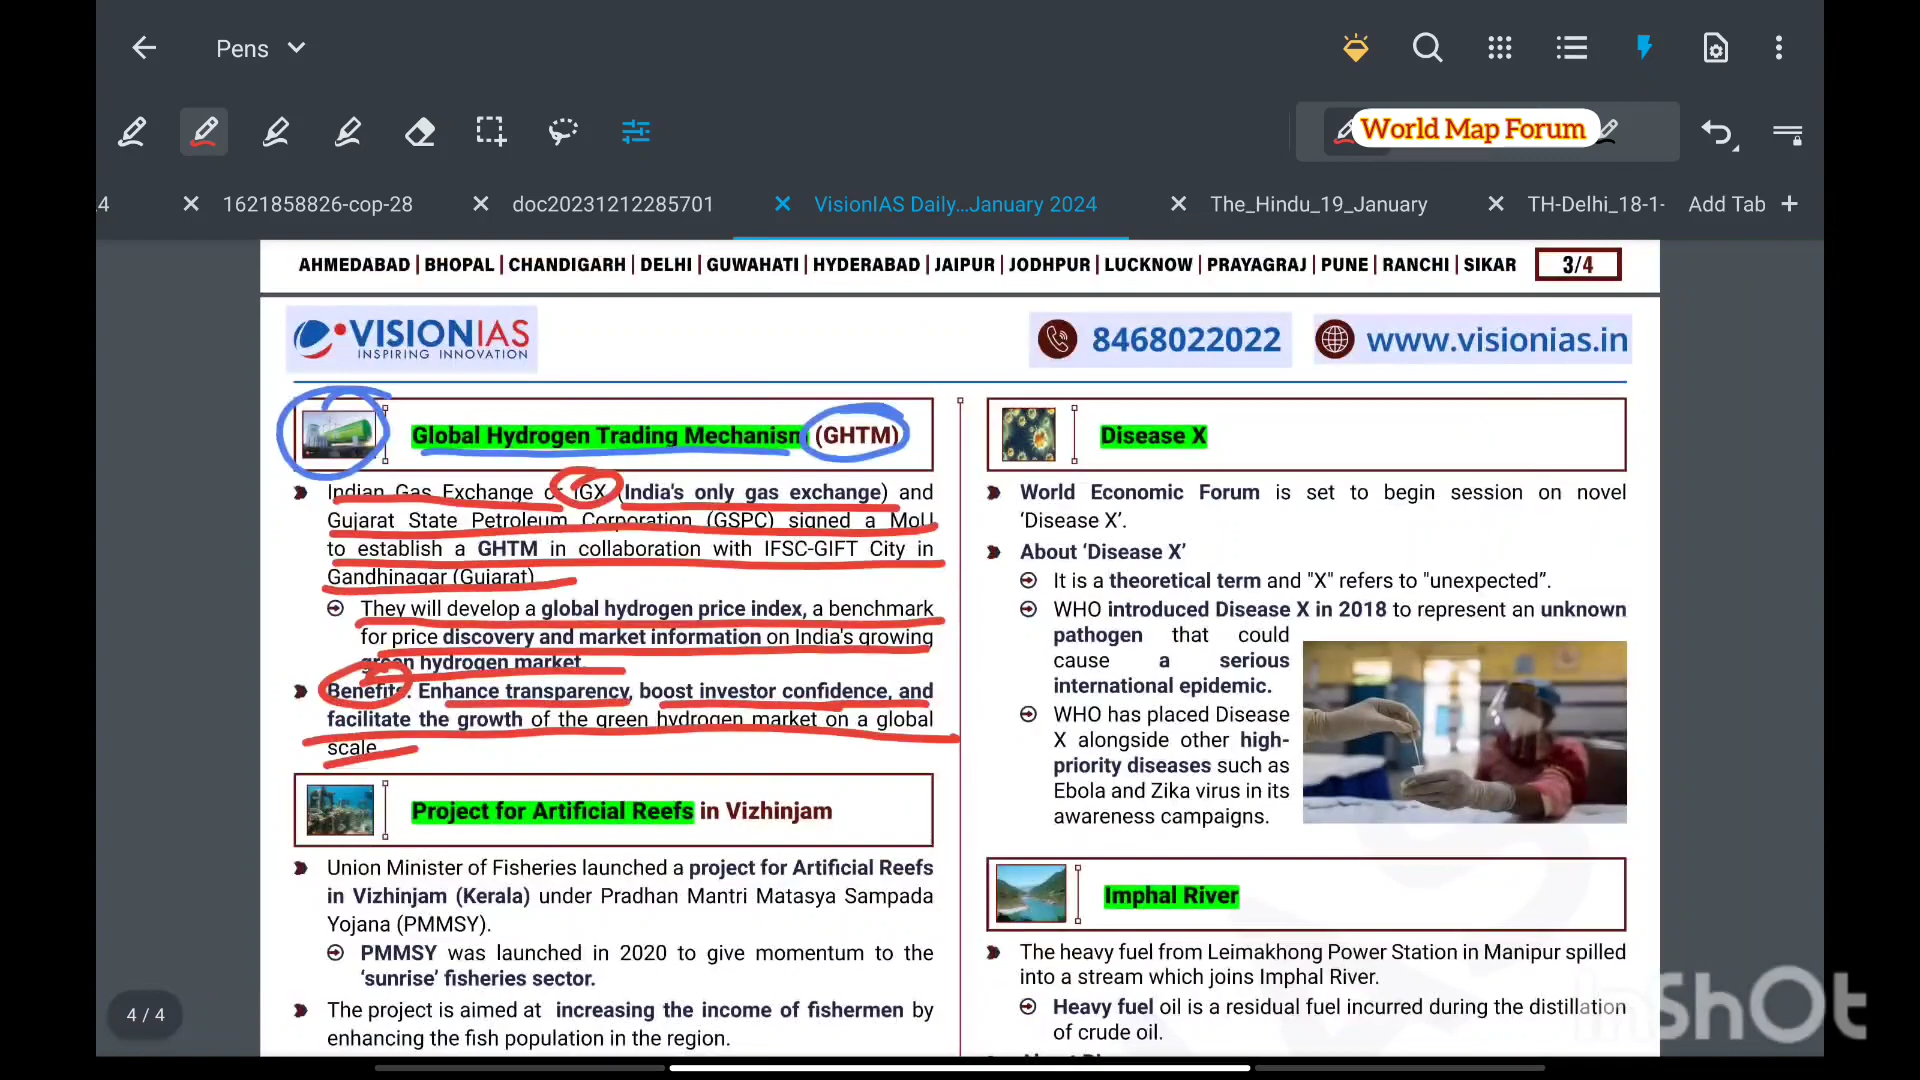 Pens
World Map Forum
.4
1621858826-cop-28
doc20231212285701
VisionIAS Daily...January 2024
The_Hindu_19_January
TH-Delhi_18-1-
Add Tab +
AHMEDABAD | BHOPAL | CHANDIGARH | DELHI | GUWAHATI | HYDERABAD | JAIPUR | JODHPUR | LUCKNOW | PRAYAGRAJ | PUNE | RANCHI | SIKAR
3/4
VISIONIAS
INSPIRING INNOVATION
8468022022
www.visionias.in
Global Hydrogen Trading Mechanism (GHTM)
Indian Gas Exchange or IGX (India's only gas exchange) and
Gujarat State Petroleum Corporation (GSPC) signed a MoU
to establish a GHTM in collaboration with IFSC-GIFT City in
Gandhinagar (Gujarat)
They will develop a global hydrogen price index, a benchmark
for price discovery and market information on India's growing
green hydrogen market.
Benefits: Enhance transparency, boost investor confidence, and
facilitate the growth of the green hydrogen market on a global
scale
Project for Artificial Reefs in Vizhinjam
Union Minister of Fisheries launched a project for Artificial Reefs
in Vizhinjam (Kerala) under Pradhan Mantri Matasya Sampada
Yojana (PMMSY).
PMMSY was launched in 2020 to give momentum to the
‘sunrise’ fisheries sector.
The project is aimed at increasing the income of fishermen by
enhancing the fish population in the region.
Disease X
World Economic Forum is set to begin session on novel
‘Disease X’.
About ‘Disease X’
It is a theoretical term and "X" refers to "unexpected”.
WHO introduced Disease X in 2018 to represent an unknown
pathogen that could
cause a serious
international epidemic.
WHO has placed Disease
X alongside other high-
priority diseases such as
Ebola and Zika virus in its
awareness campaigns.
Imphal River
The heavy fuel from Leimakhong Power Station in Manipur spilled
into a stream which joins Imphal River.
Heavy fuel oil is a residual fuel incurred during the distillation
of crude oil.
4 / 4
InShOt